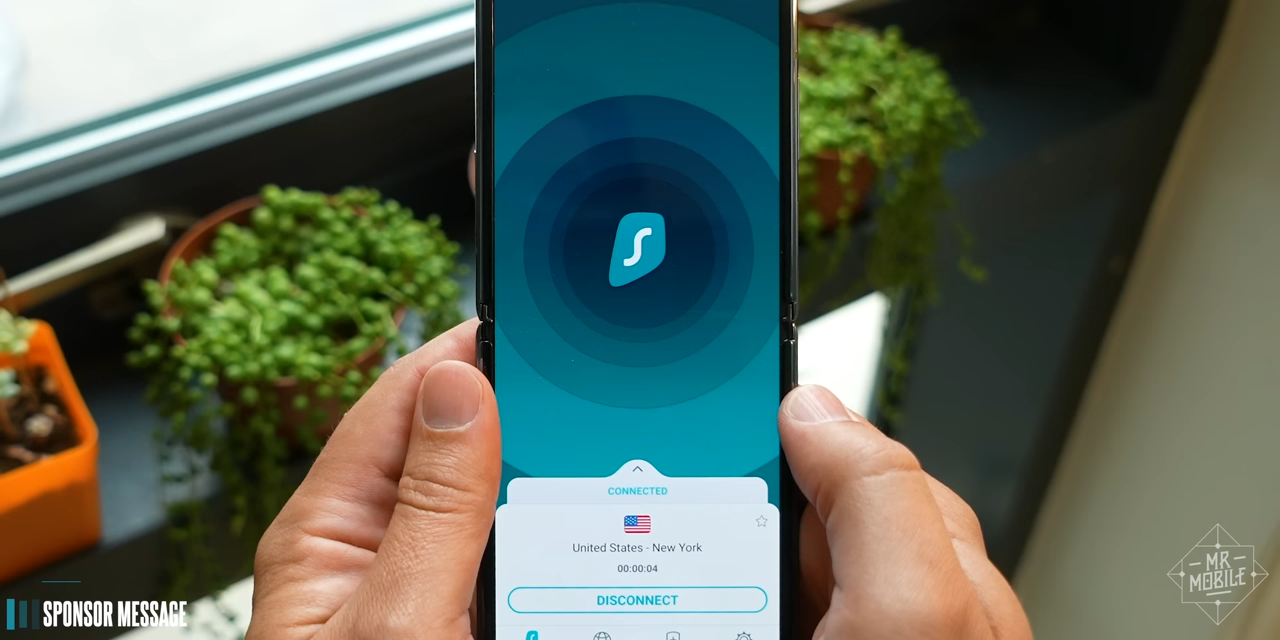 CONNECTED
United States - New York
00:00:04
DISCONNECT
SPONSOR MESSAGE
MR
MOBILE